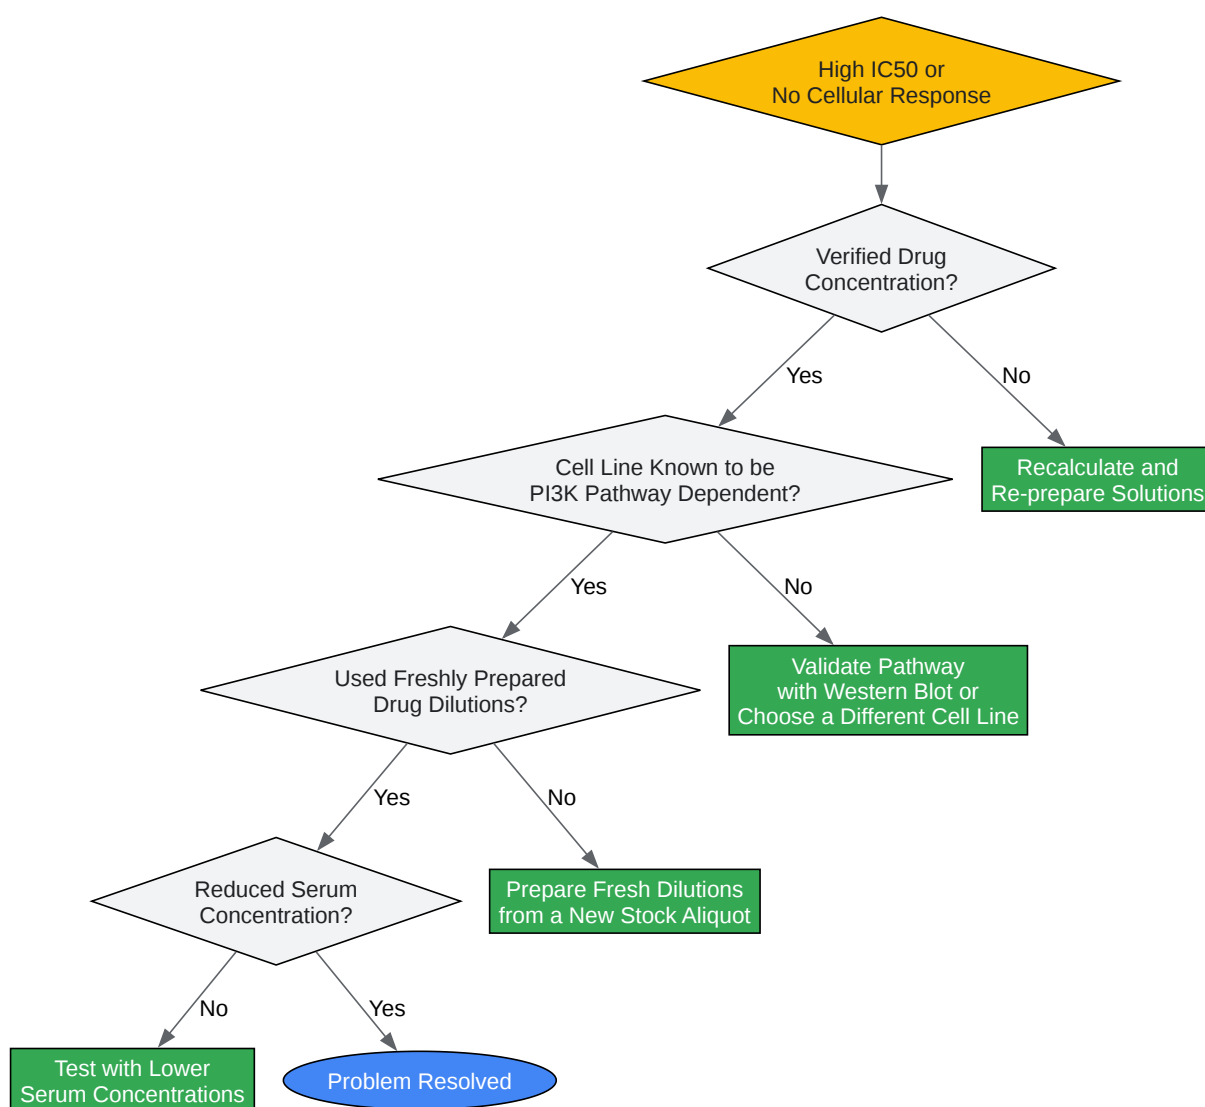 High IC50 or
No Cellular Response
Verified Drug
Concentration?
Yes
No
Cell Line Known to be
PI3K Pathway Dependent?
Recalculate and
Re-prepare Solutions
Yes
No
Used Freshly Prepared
Drug Dilutions?
Validate Pathway
with Western Blot or
Choose a Different Cell Line
Yes
No
Reduced Serum
Concentration?
Prepare Fresh Dilutions
from a New Stock Aliquot
No
Yes
Test with Lower
Serum Concentrations
Problem Resolved